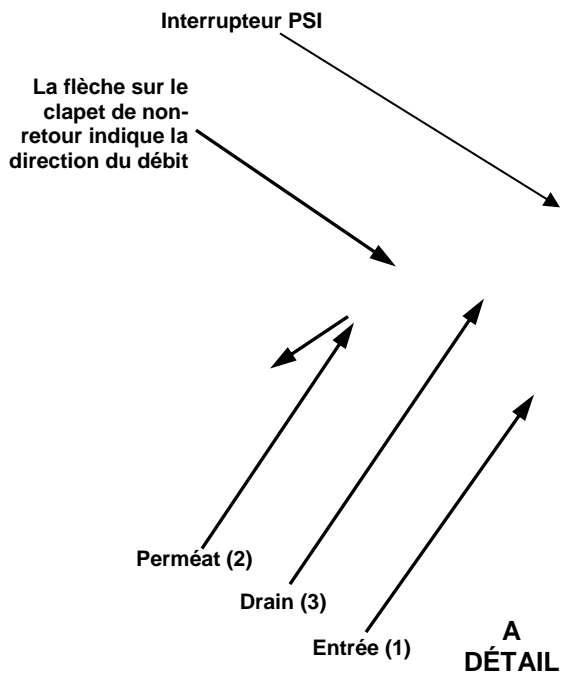 Interrupteur PSI
La flèche sur le
clapet de non-
retour indique la
direction du débit
Perméat (2)
Drain (3)
Entrée (1)
A
DÉTAIL